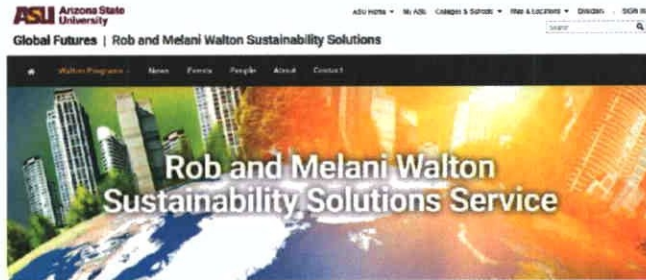 ASU Arizona State
University
ASU Home My ASU Colleges & Schools Map & Locations Directory SIGN IN
Search
Global Futures | Rob and Melani Walton Sustainability Solutions
Walton Programs News Events People About Contact
Rob and Melani Walton
Sustainability Solutions Service